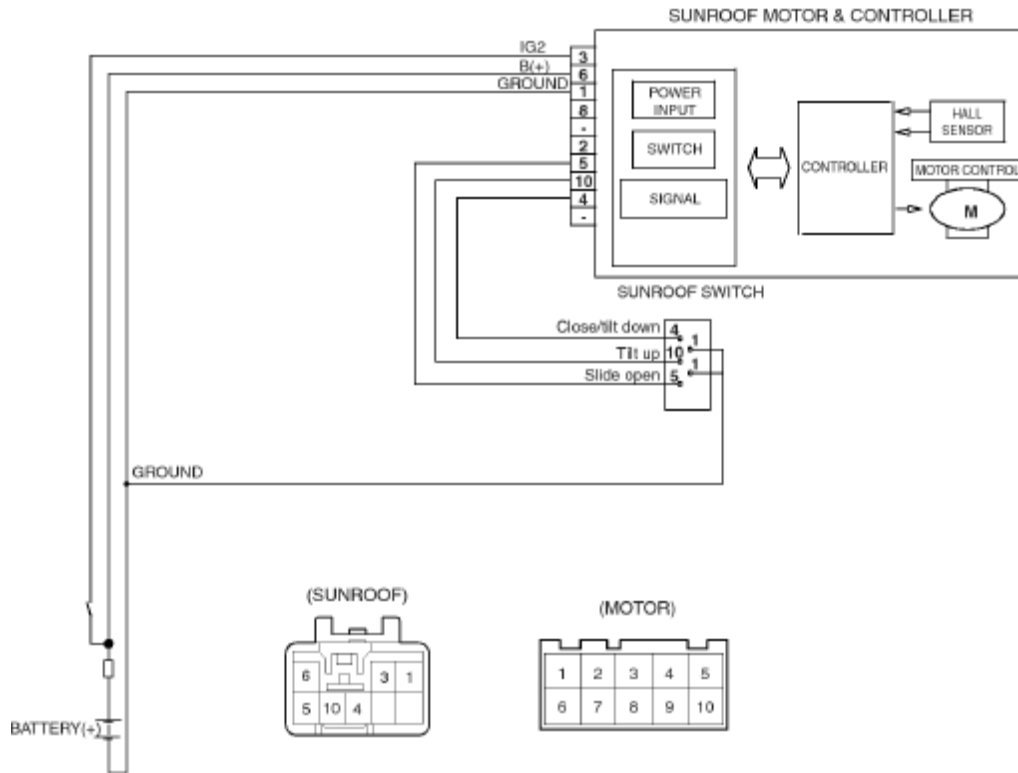 SUNROOF MOTOR & CONTROLLER
IG2
3
B(+)
6
GROUND
1
8
-
2
5
10
4
-
POWER
INPUT
SWITCH
SIGNAL
CONTROLLER
HALL
SENSOR
MOTOR CONTROL
M
SUNROOF SWITCH
Close/tilt down 4 1
Tilt up 10 1
Slide open 5
GROUND
(SUNROOF)
6 3 1
5 10 4
(MOTOR)
1 2 3 4 5
6 7 8 9 10
BATTERY(+)